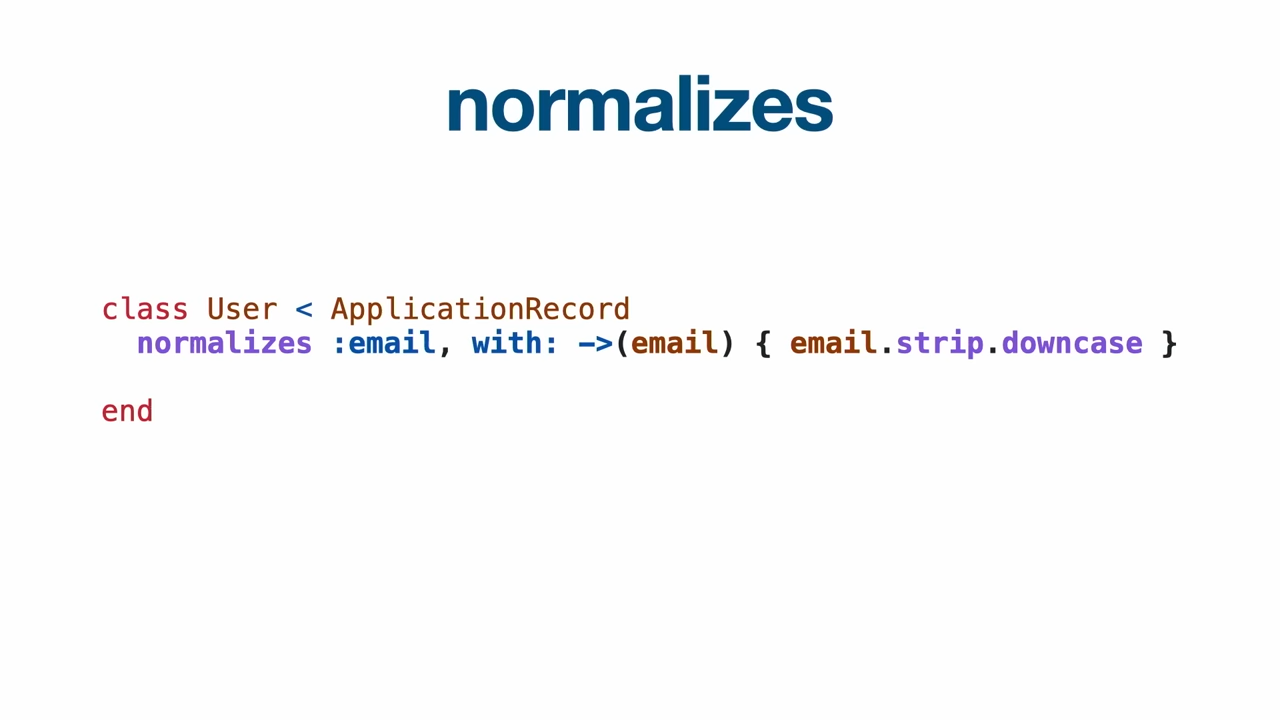 normalizes
class User < ApplicationRecord
  normalizes :email, with: ->(email) { email.strip.downcase }
end